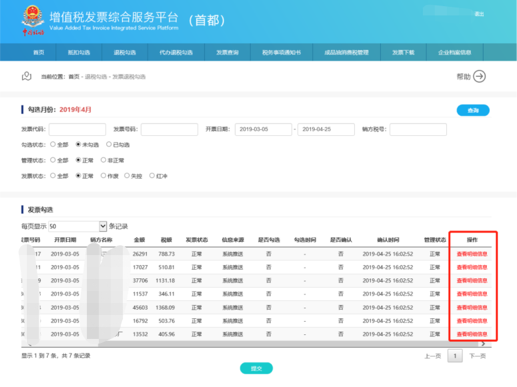 增值税发票综合服务平台 （首都）
Value Added Tax Invoice Integrated Service Platform
首页 抵扣勾选 退税勾选 代办退税勾选 发票查询 税务事项通知书 成品油消费税管理 发票下载 企业档案信息
当前位置：首页 › 退税勾选 › 发票退税勾选 帮助
勾选月份：2019年4月 查询
发票代码： 发票号码： 开票日期： 2019-03-05 - 2019-04-25 销方税号：
勾选状态： 全部 未勾选 已勾选
管理状态： 全部 正常 非正常
发票状态： 全部 正常 作废 失控 红冲
发票勾选
每页显示 50 条记录
票号码 开票日期 销方名称 金额 税额 发票状态 信息来源 是否勾选 勾选时间 是否确认 确认时间 管理状态 操作
17 2019-03-05 26291 788.73 正常 系统推送 否 - 否 2019-04-25 16:02:52 正常 查看明细信息
11 2019-03-05 17027 510.81 正常 系统推送 否 - 否 2019-04-25 16:02:52 正常 查看明细信息
2019-03-05 37706 1131.18 正常 系统推送 否 - 否 2019-04-25 16:02:52 正常 查看明细信息
2019-03-05 11537 346.11 正常 系统推送 否 - 否 2019-04-25 16:02:52 正常 查看明细信息
2019-03-05 45603 1368.09 正常 系统推送 否 - 否 2019-04-25 16:02:52 正常 查看明细信息
2019-03-05 16792 503.76 正常 系统推送 否 - 否 2019-04-25 16:02:52 正常 查看明细信息
2019-03-05 厂 13532 405.96 正常 系统推送 否 - 否 2019-04-25 16:02:52 正常 查看明细信息
显示 1 到 7 条，共 7 条记录 上一页 1 下一页
提交